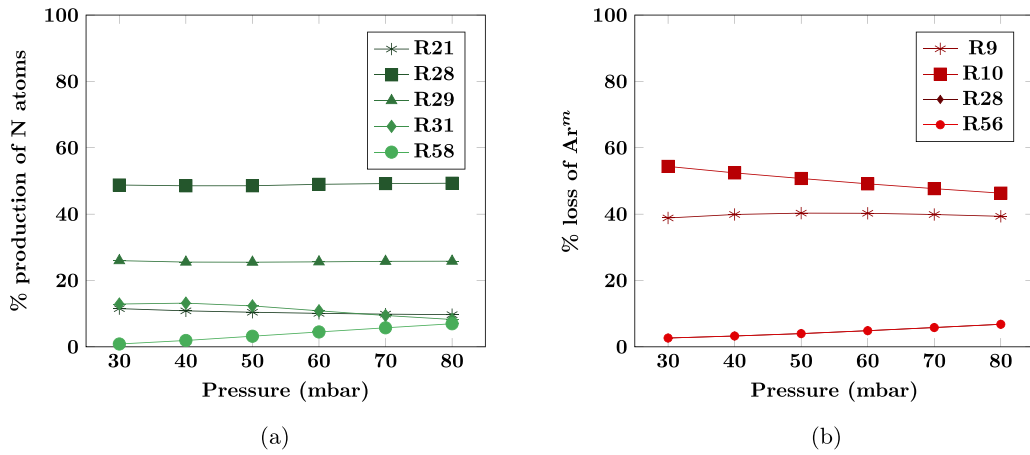 100
80
60
40
20
0
% production of N atoms
R21
R28
R29
R31
R58
30 40 50 60 70 80
Pressure (mbar)
(a)
100
80
60
40
20
0
% loss of Arᵐ
R9
R10
R28
R56
30 40 50 60 70 80
Pressure (mbar)
(b)